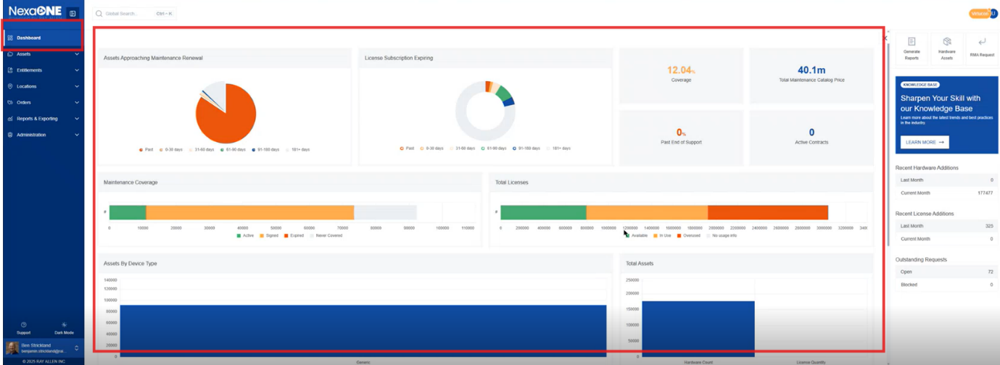 NexaONE
Global Search..
Ctrl + K
Dashboard
Assets
Entitlements
Locations
Orders
Reports & Exporting
Administration
Support
Dark Mode
Ben Strickland
© 2025 RAY ALLEN INC
Assets Approaching Maintenance Renewal
Past
0-30 days
31-60 days
61-90 days
91-180 days
181+ days
License Subscription Expiring
Past
0-30 days
31-60 days
61-90 days
91-180 days
181+ days
12.04%
Coverage
40.1m
Total Maintenance Catalog Price
0%
Past End of Support
0
Active Contracts
Maintenance Coverage
#
0 10000 20000 30000 40000 50000 60000 70000 80000 90000 100000 110000
Active Signed Expired Never Covered
Total Licenses
#
0 200000 400000 600000 800000 1000000 1200000 1400000 1600000 1800000 2000000 2200000 2400000 2600000 2800000 3000000 3200000 340
Available In Use Overused No usage info
Assets By Device Type
140000
120000
100000
80000
60000
40000
20000
0
Generic
Total Assets
250000
200000
150000
100000
50000
0
Hardware Count
License Quantity
Generate
Reports
Hardware
Assets
RMA Request
KNOWLEDGE BASE
Sharpen Your Skill with
our Knowledge Base
Learn more about the latest trends and best practices
in the industry.
LEARN MORE →
Recent Hardware Additions
Last Month 0
Current Month 177477
Recent License Additions
Last Month 325
Current Month 0
Outstanding Requests
Open 72
Blocked 0